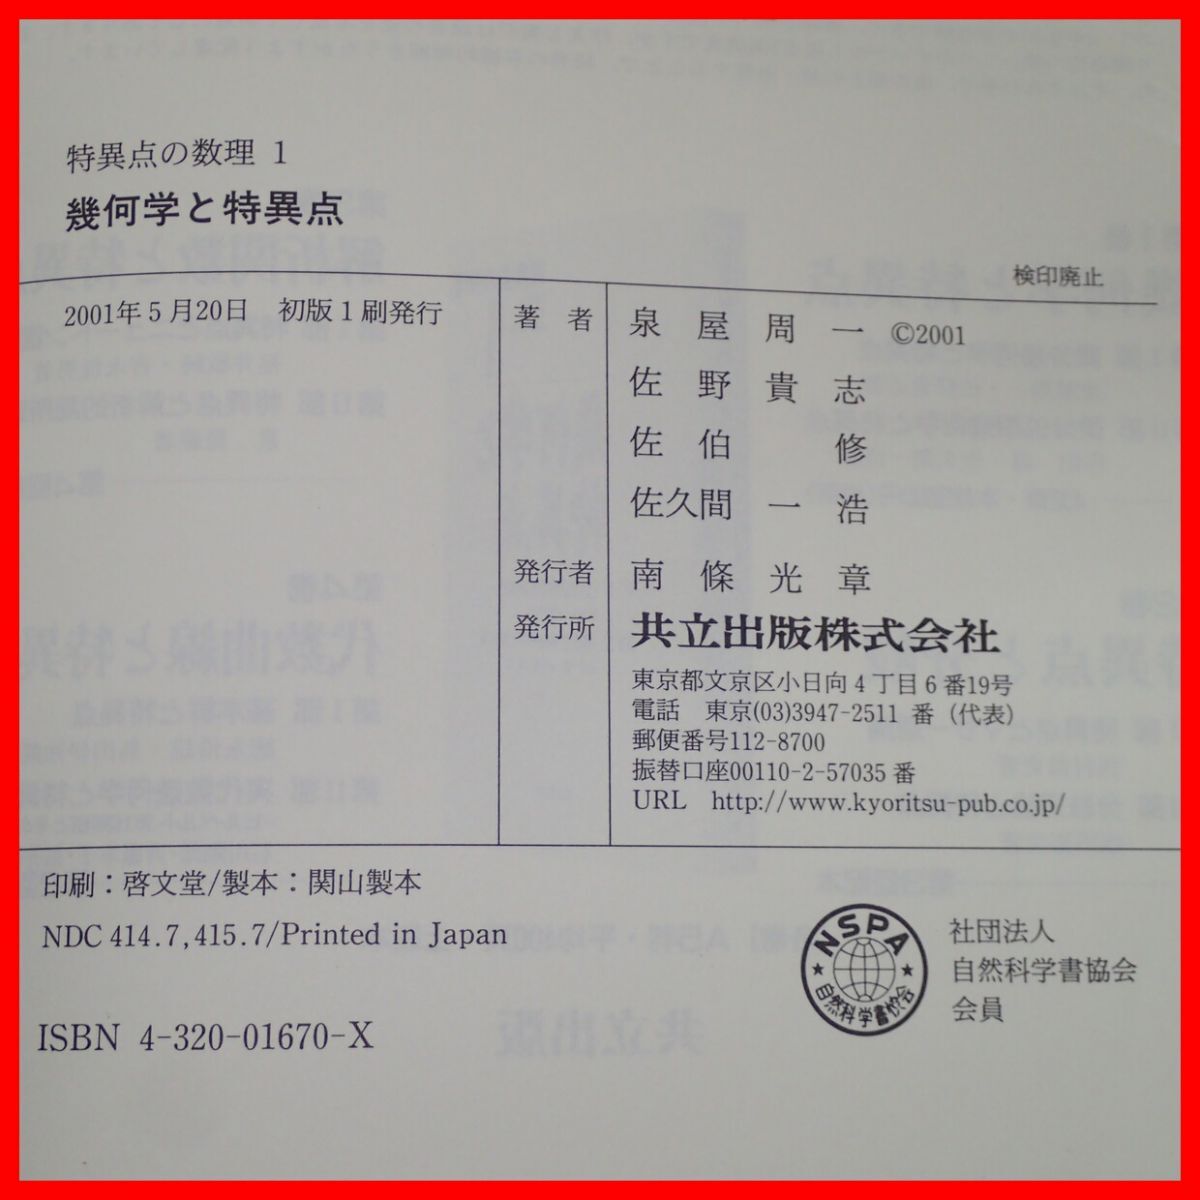 特異点の数理 1
幾何学と特異点
検印廃止
2001年5月20日 初版1刷発行
著者 泉屋周一 ©2001
佐野貴志
佐伯修
佐久間一浩
発行者 南條光章
発行所 共立出版株式会社
東京都文京区小日向4丁目6番19号
電話 東京(03)3947-2511 番(代表)
郵便番号112-8700
振替口座00110-2-57035番
URL http://www.kyoritsu-pub.co.jp/
印刷:啓文堂/製本:関山製本
NDC 414.7, 415.7/Printed in Japan
ISBN 4-320-01670-X
NSPA
自然科学書協会
社団法人
自然科学書協会
会員